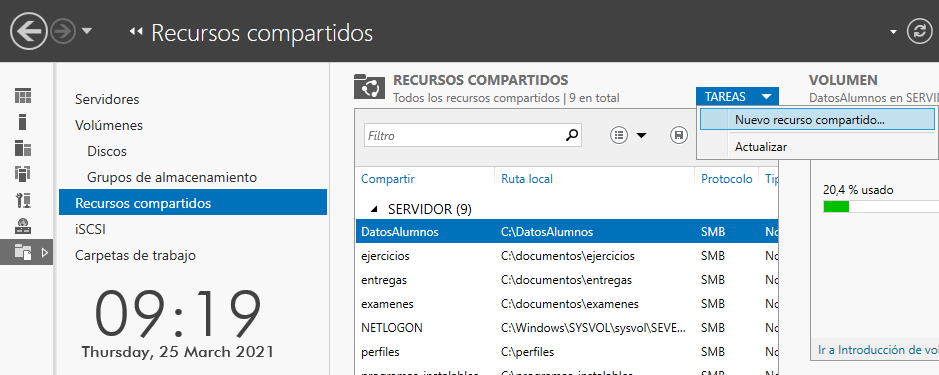 Recursos compartidos
Servidores
Volúmenes
Discos
Grupos de almacenamiento
Recursos compartidos
iSCSI
Carpetas de trabajo
09:19
Thursday, 25 March 2021
RECURSOS COMPARTIDOS
Todos los recursos compartidos | 9 en total
TAREAS
Nuevo recurso compartido...
Actualizar
Filtro
Compartir Ruta local Protocolo Tip
SERVIDOR (9)
DatosAlumnos C:\DatosAlumnos SMB No
ejercicios C:\documentos\ejercicios SMB No
entregas C:\documentos\entregas SMB No
examenes C:\documentos\examenes SMB No
NETLOGON C:\Windows\SYSVOL\sysvol\SEVE... SMB No
perfiles C:\perfiles SMB No
VOLUMEN
DatosAlumnos en SERVID
20,4 % usado
Ir a Introducción de vol